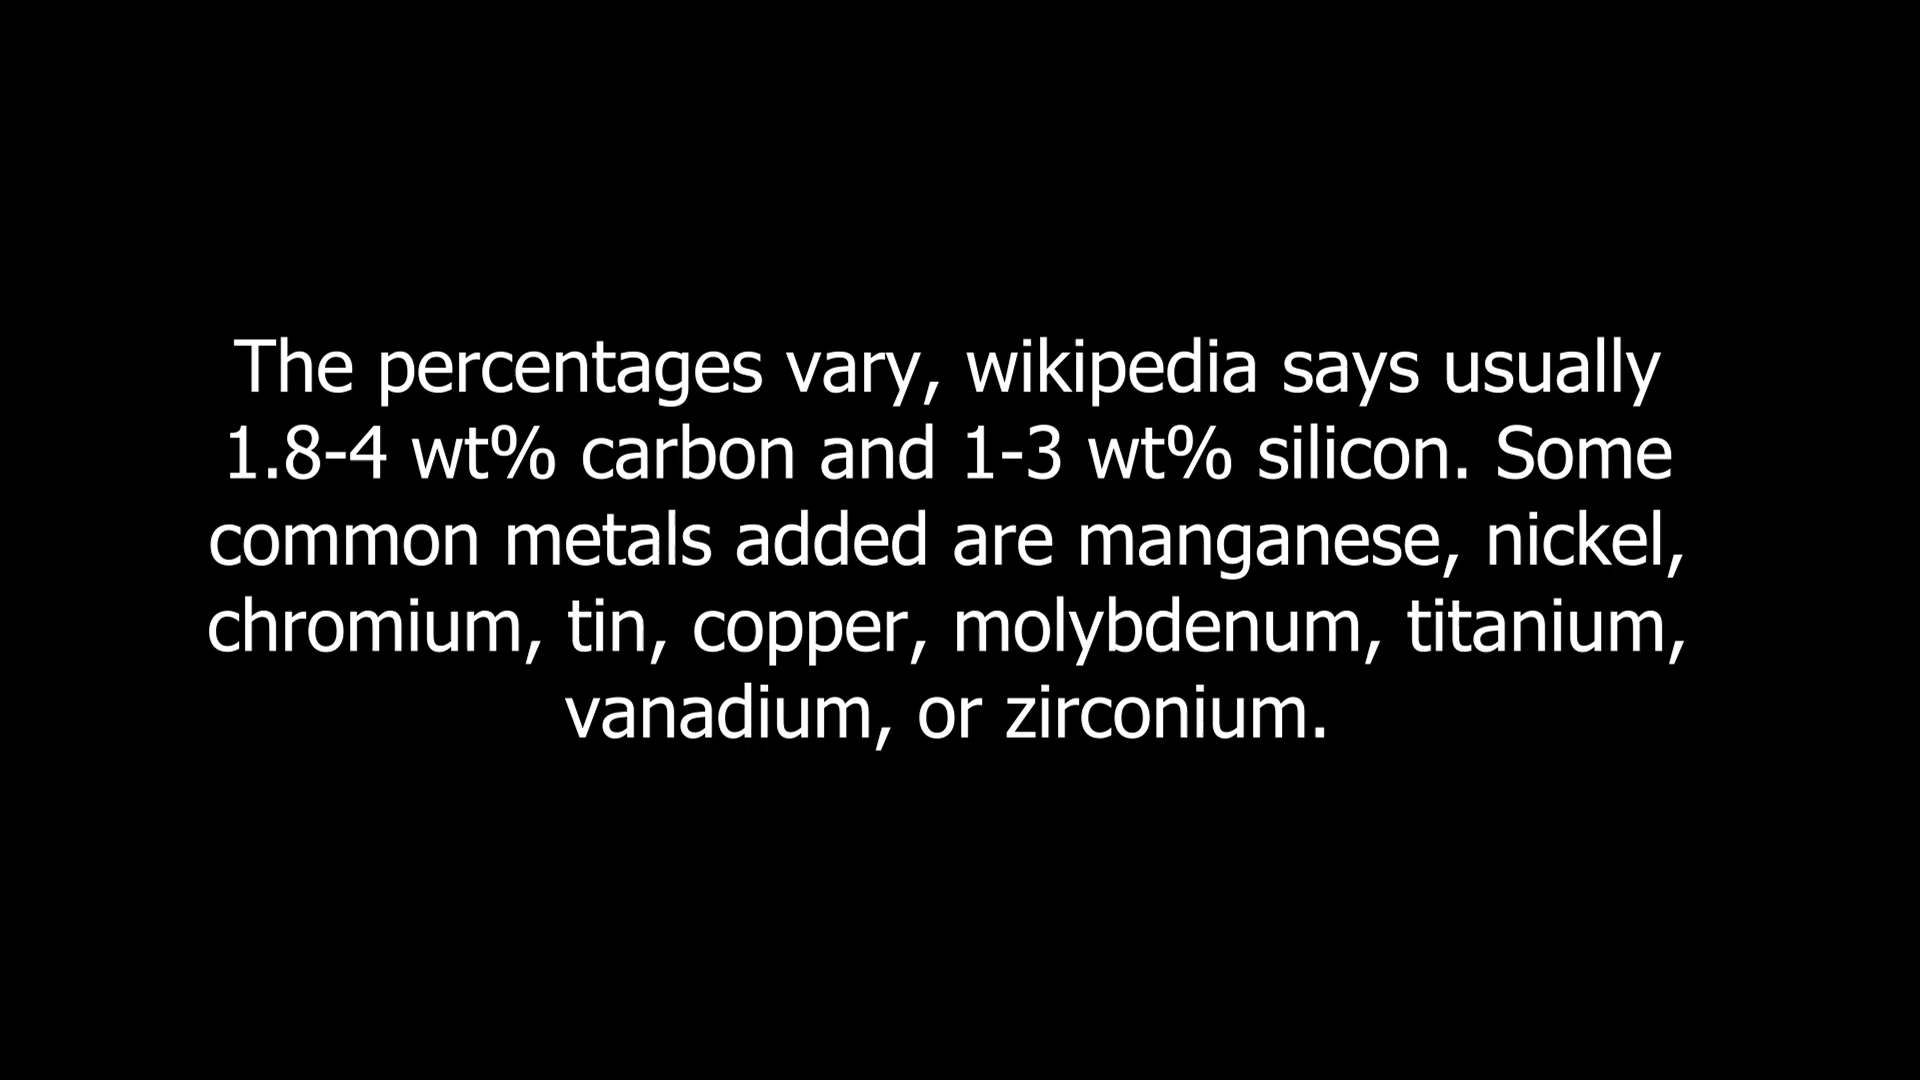 The percentages vary, wikipedia says usually
1.8-4 wt% carbon and 1-3 wt% silicon. Some
common metals added are manganese, nickel,
chromium, tin, copper, molybdenum, titanium,
vanadium, or zirconium.